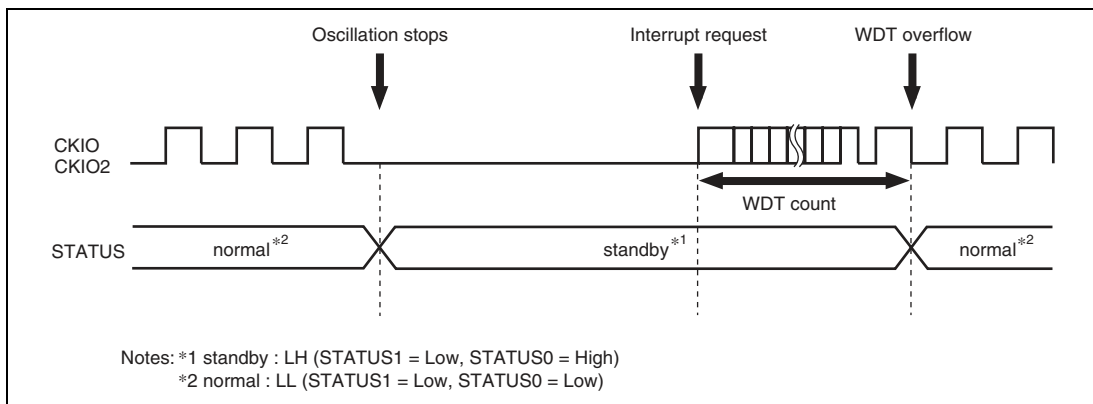 Oscillation stops Interrupt request WDT overflow
CKIO
CKIO2
WDT count
STATUS normal*2 standby*1 normal*2
Notes: *1 standby : LH (STATUS1 = Low, STATUS0 = High)
*2 normal : LL (STATUS1 = Low, STATUS0 = Low)